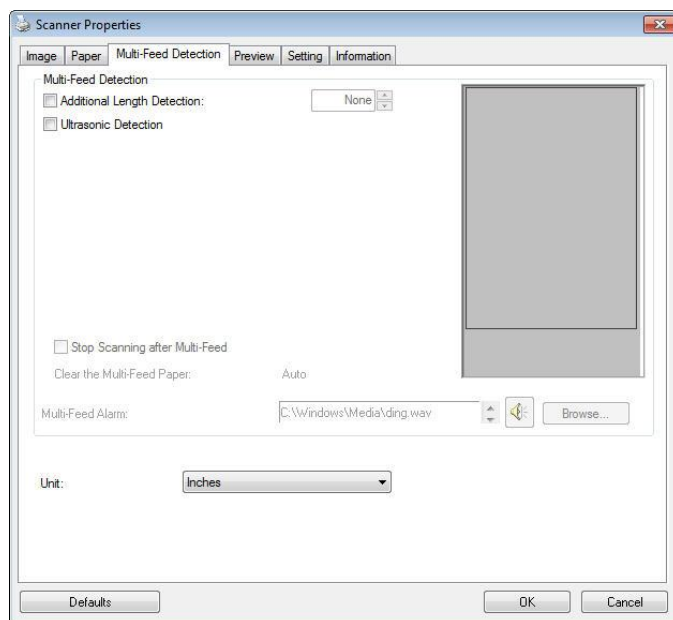 Scanner Properties
Image Paper Multi-Feed Detection Preview Setting Information
Multi-Feed Detection
Additional Length Detection: None
Ultrasonic Detection
Stop Scanning after Multi-Feed
Clear the Multi-Feed Paper: Auto
Multi-Feed Alarm: C:\Windows\Media\ding.wav Browse...
Unit: Inches
Defaults OK Cancel